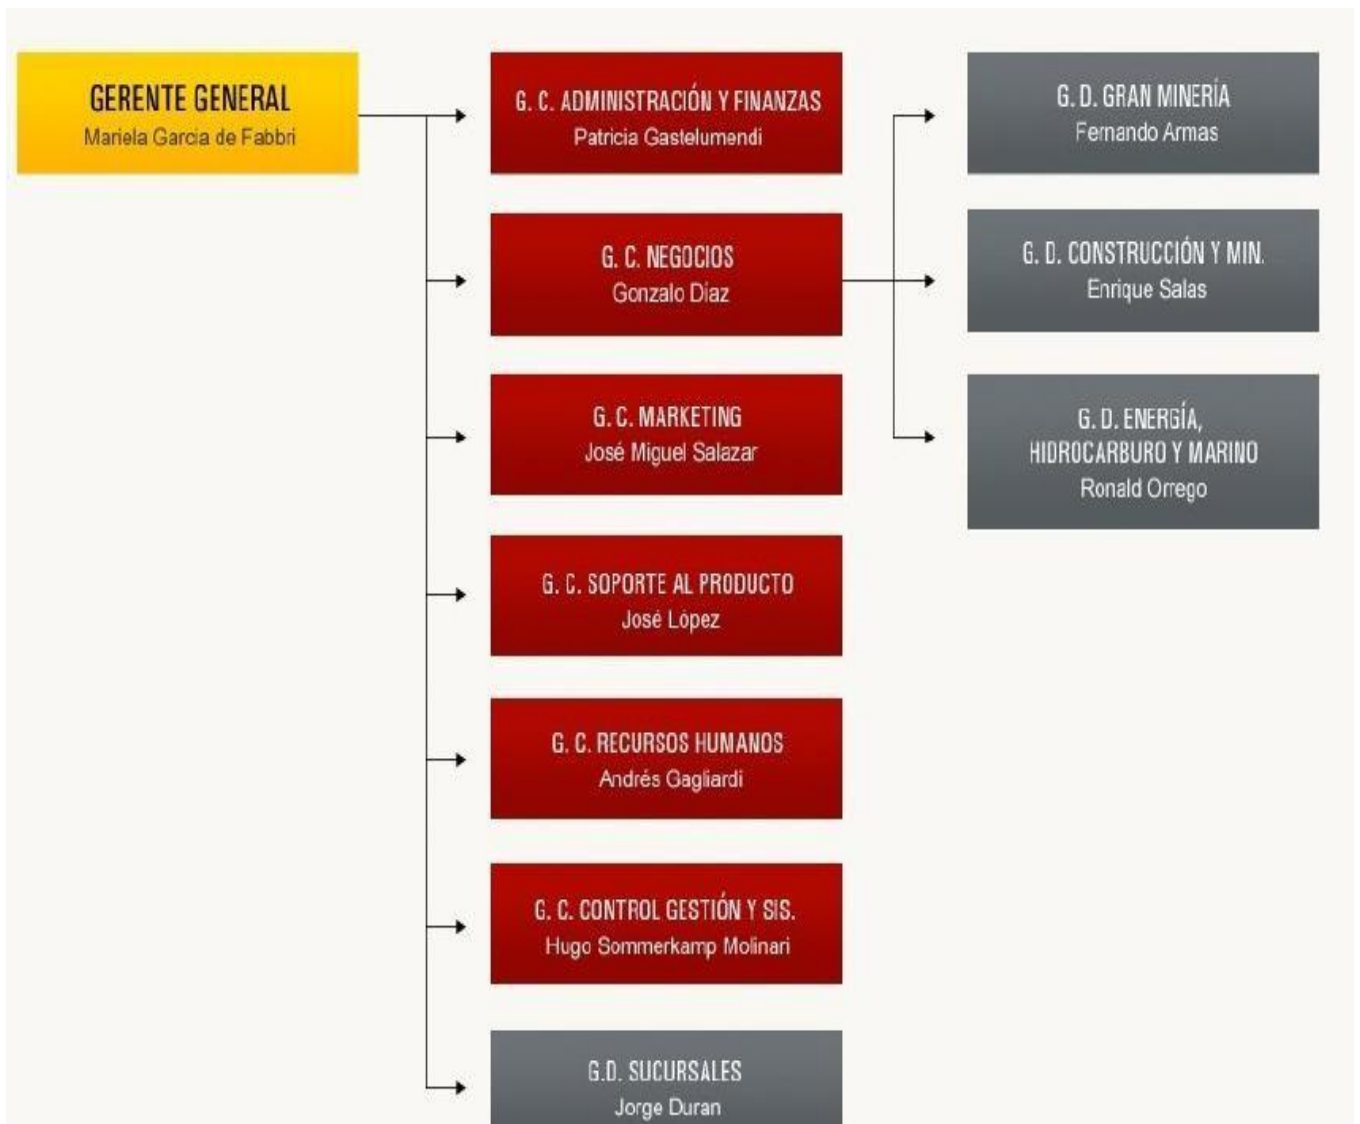 GERENTE GENERAL
Mariela Garcia de Fabbri
G. C. ADMINISTRACIÓN Y FINANZAS
Patricia Gastelumendi
G. C. NEGOCIOS
Gonzalo Díaz
G. C. MARKETING
José Miguel Salazar
G. C. SOPORTE AL PRODUCTO
José López
G. C. RECURSOS HUMANOS
Andrés Gagliardi
G. C. CONTROL GESTIÓN Y SIS.
Hugo Sommerkamp Molinari
G.D. SUCURSALES
Jorge Duran
G. D. GRAN MINERÍA
Fernando Armas
G. D. CONSTRUCCIÓN Y MIN.
Enrique Salas
G. D. ENERGÍA,
HIDROCARBURO Y MARINO
Ronald Orrego